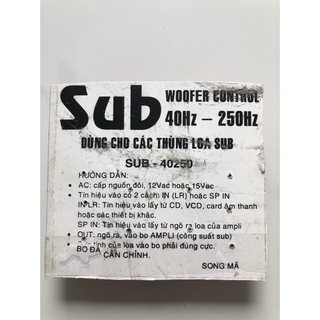 Sub
WOOFER CONTROL
40Hz – 250Hz
DÙNG CHO CÁC THÙNG LOA SUB
SUB - 40250
HƯỚNG DẪN:
• AC: cấp nguồn đôi, 12Vac hoặc 15Vac
Tín hiệu vào có 2 cách: IN (LR) hoặc SP IN
IN LR: Tín hiệu vào lấy từ CD, VCD, card âm thanh
hoặc các thiết bị khác.
SP IN: Tín hiệu vào lấy từ ngõ ra loa của ampli
• OUT: ngõ ra, vào bo AMPLI (công suất sub)
tính của loa vào bo phải đúng cực.
BO ĐÃ CÂN CHỈNH.
SONG MÃ